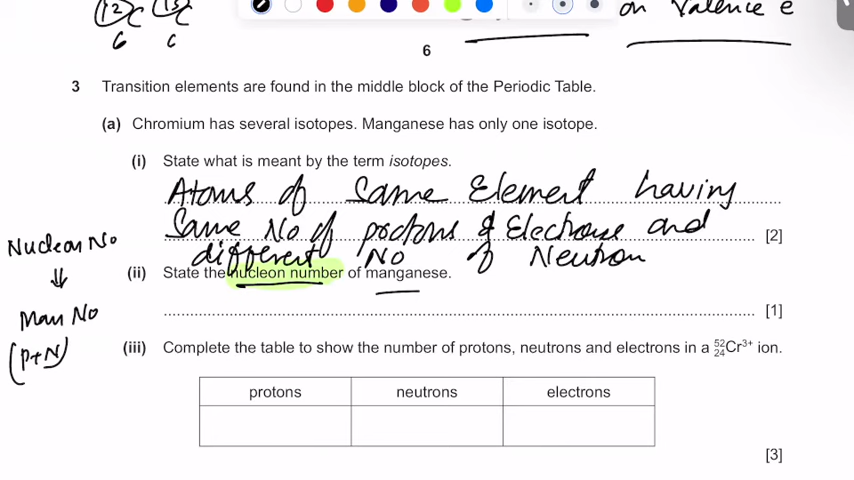 12 C 13 C
6 6
on Valence e
6
3 Transition elements are found in the middle block of the Periodic Table.
(a) Chromium has several isotopes. Manganese has only one isotope.
(i) State what is meant by the term isotopes.
Atoms of Same Element having
Same No of protons & Electrons and
different No of Neutron
[2]
Nucleon No
⇓
Mass No
(P+N)
(ii) State the nucleon number of manganese.
[1]
(iii) Complete the table to show the number of protons, neutrons and electrons in a ⁵²₂₄Cr³⁺ ion.
protons neutrons electrons
[3]